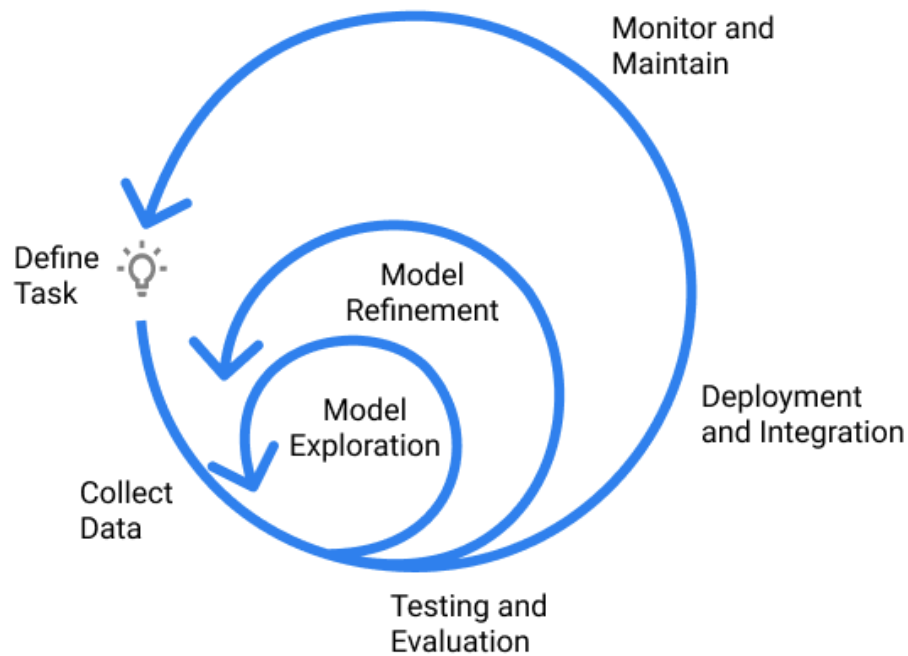 Monitor and
Maintain
Define
Task
Model
Refinement
Model
Exploration
Deployment
and Integration
Collect
Data
Testing and
Evaluation